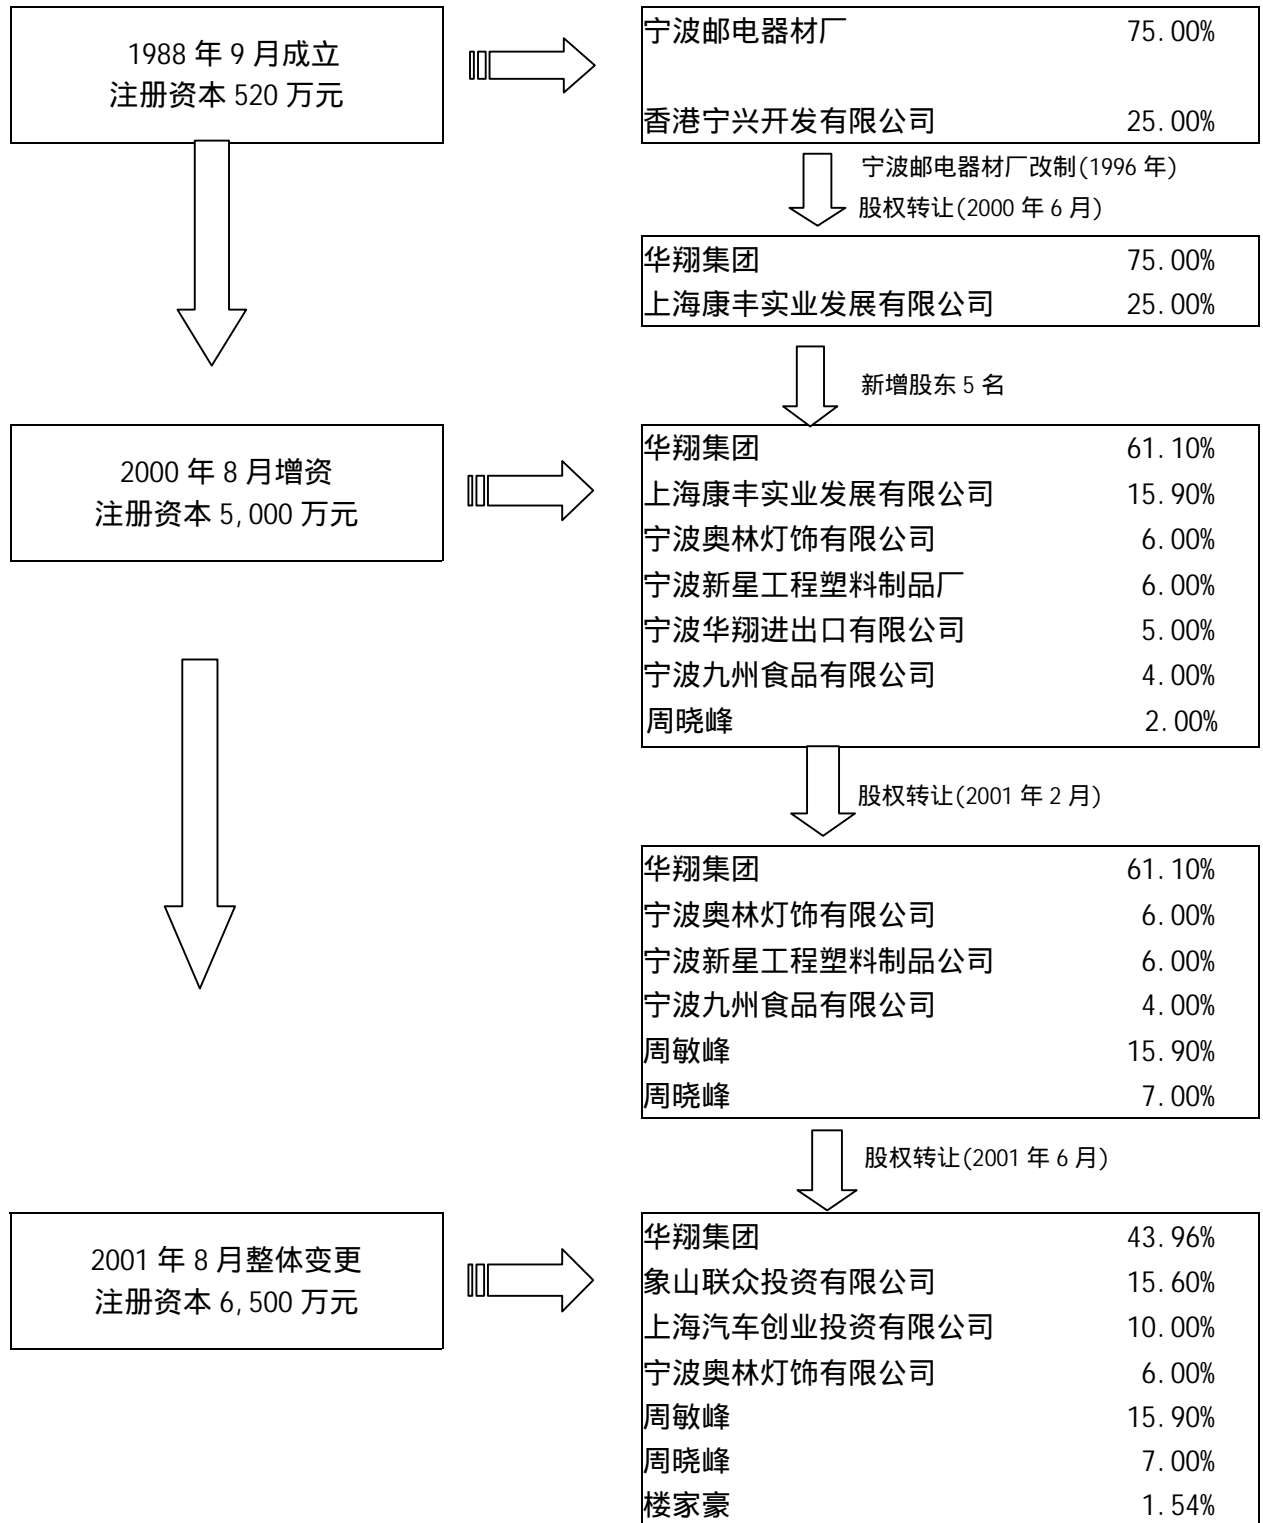 1988 年 9 月成立
注册资本 520 万元
宁波邮电器材厂 75.00%
香港宁兴开发有限公司 25.00%
宁波邮电器材厂改制(1996 年)
股权转让(2000 年 6 月)
华翔集团 75.00%
上海康丰实业发展有限公司 25.00%
新增股东 5 名
2000 年 8 月增资
注册资本 5,000 万元
华翔集团 61.10%
上海康丰实业发展有限公司 15.90%
宁波奥林灯饰有限公司 6.00%
宁波新星工程塑料制品厂 6.00%
宁波华翔进出口有限公司 5.00%
宁波九州食品有限公司 4.00%
周晓峰 2.00%
股权转让(2001 年 2 月)
华翔集团 61.10%
宁波奥林灯饰有限公司 6.00%
宁波新星工程塑料制品公司 6.00%
宁波九州食品有限公司 4.00%
周敏峰 15.90%
周晓峰 7.00%
股权转让(2001 年 6 月)
2001 年 8 月整体变更
注册资本 6,500 万元
华翔集团 43.96%
象山联众投资有限公司 15.60%
上海汽车创业投资有限公司 10.00%
宁波奥林灯饰有限公司 6.00%
周敏峰 15.90%
周晓峰 7.00%
楼家豪 1.54%